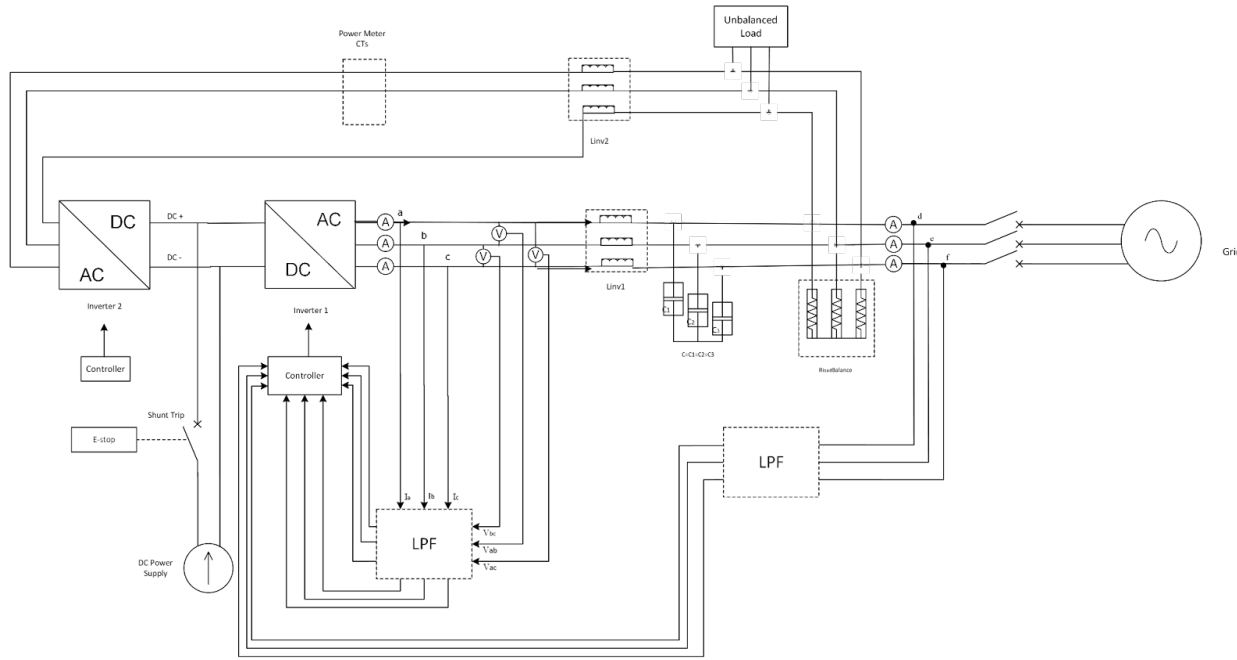 Unbalanced
Load
Power Meter
CTs
Linv2
DC
AC
Inverter 2
Controller
DC +
DC -
AC
DC
Inverter 1
Controller
A
A
A
a
b
c
V
V
V
Linv1
C1
C2
C3
C=C1=C2=C3
A
A
A
d
e
f
Gri
Shunt Trip
E-stop
DC Power
Supply
Ia
Ib
Ic
LPF
Vbc
Vab
Vac
LPF